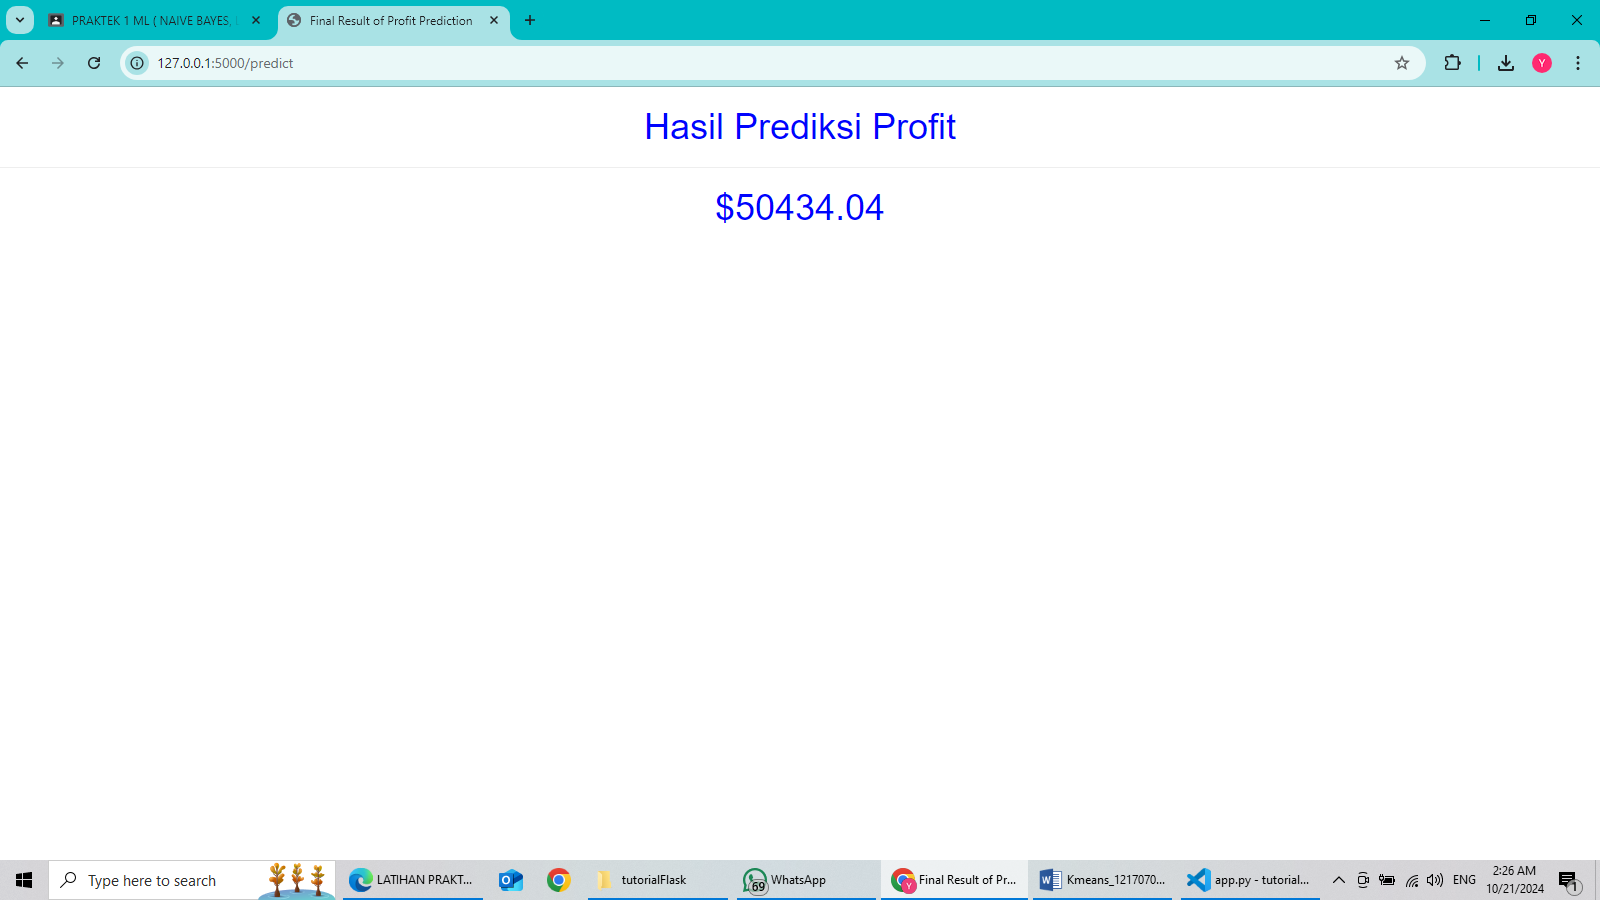 PRAKTEK 1 ML ( NAIVE BAYES,
Final Result of Profit Prediction
127.0.0.1:5000/predict
Y
Hasil Prediksi Profit
$50434.04
Type here to search
LATIHAN PRAKT...
tutorialFlask
69
WhatsApp
Final Result of Pr...
Kmeans_1217070...
app.py - tutorial...
ENG
2:26 AM
10/21/2024
1